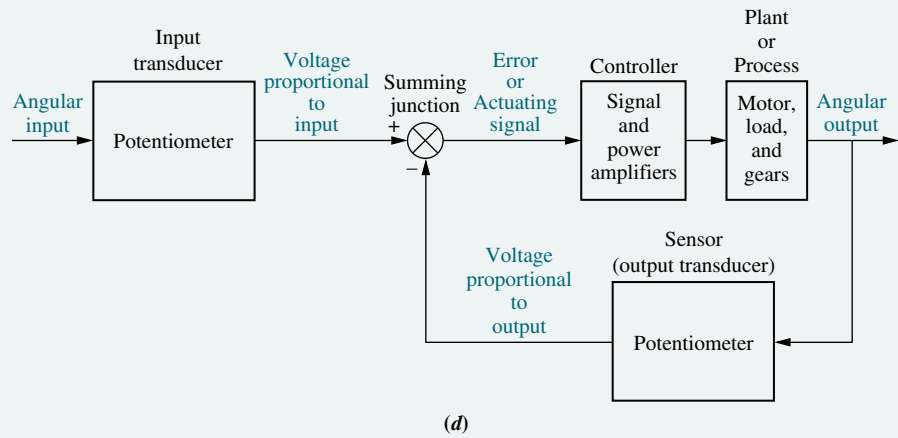 Input
transducer
Angular
input
Potentiometer
Voltage
proportional
to
input
Summing
junction
+
−
Error
or
Actuating
signal
Controller
Signal
and
power
amplifiers
Plant
or
Process
Motor,
load,
and
gears
Angular
output
Sensor
(output transducer)
Potentiometer
Voltage
proportional
to
output
(d)